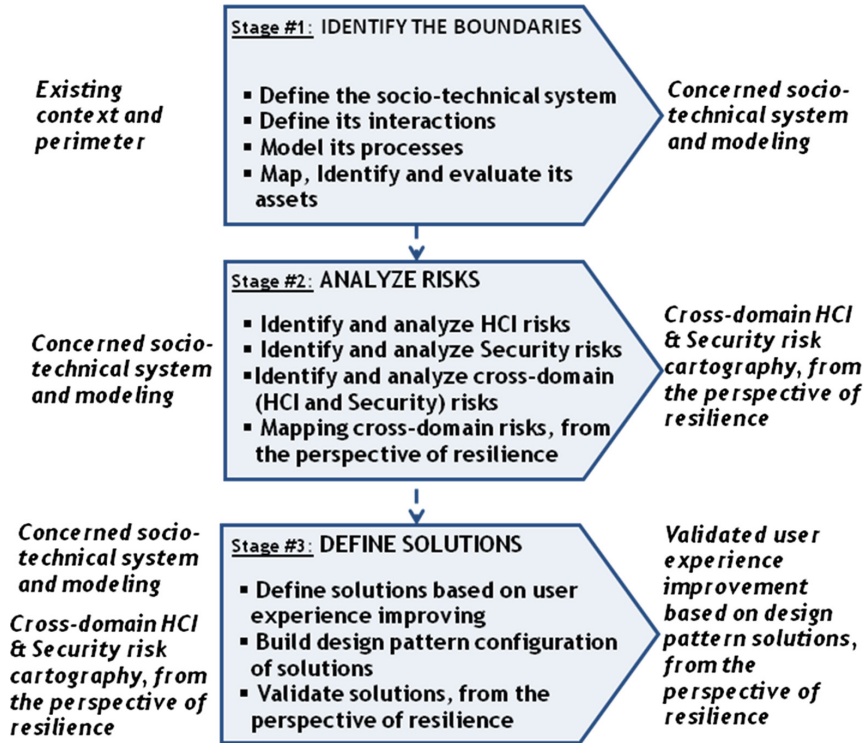 Stage #1: IDENTIFY THE BOUNDARIES
Existing
context and
perimeter
▪ Define the socio-technical system
▪ Define its interactions
▪ Model its processes
▪ Map, Identify and evaluate its
assets
Concerned socio-
technical system
and modeling
Stage #2: ANALYZE RISKS
Concerned socio-
technical system
and modeling
▪ Identify and analyze HCI risks
▪ Identify and analyze Security risks
▪Identify and analyze cross-domain
(HCI and Security) risks
▪ Mapping cross-domain risks, from
the perspective of resilience
Cross-domain HCI
& Security risk
cartography, from
the perspective of
resilience
Stage #3: DEFINE SOLUTIONS
Concerned socio-
technical system
and modeling
Cross-domain HCI
& Security risk
cartography, from
the perspective of
resilience
▪ Define solutions based on user
experience improving
▪ Build design pattern configuration
of solutions
▪ Validate solutions, from the
perspective of resilience
Validated user
experience
improvement
based on design
pattern solutions,
from the
perspective of
resilience